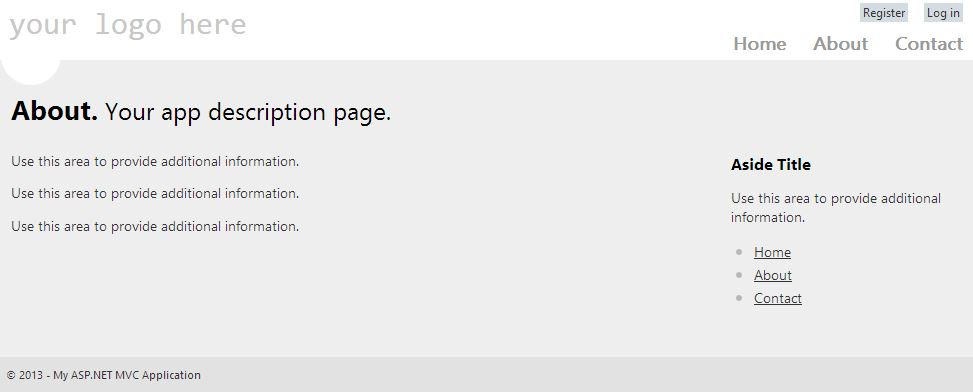 your logo here
Register Log in
Home About Contact
About. Your app description page.
Use this area to provide additional information.
Use this area to provide additional information.
Use this area to provide additional information.
Aside Title
Use this area to provide additional
information.
Home
About
Contact
© 2013 - My ASP.NET MVC Application